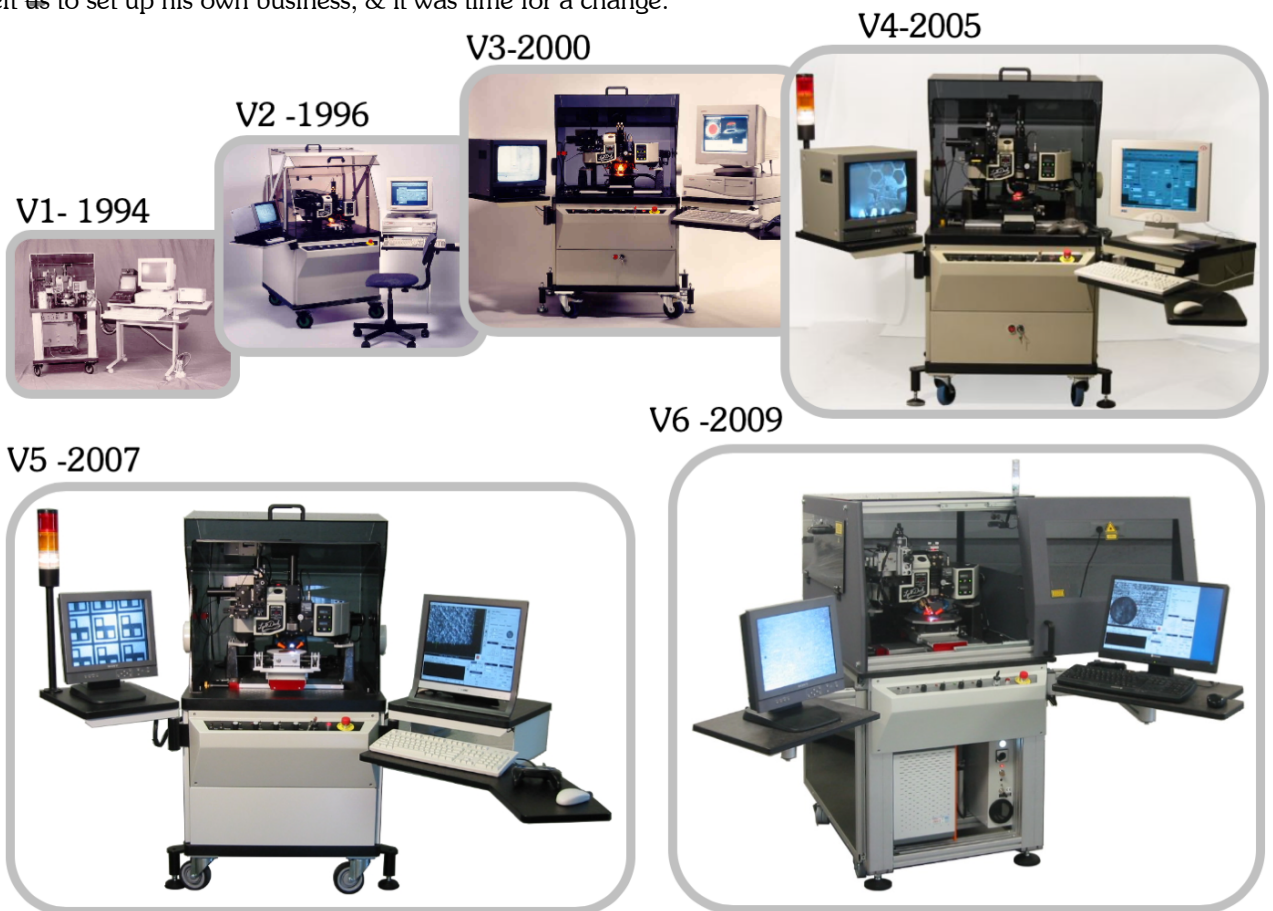 us to set up his own business, & it was time for a change.
V4-2005
V3-2000
V2 -1996
V1- 1994
V6 -2009
V5 -2007